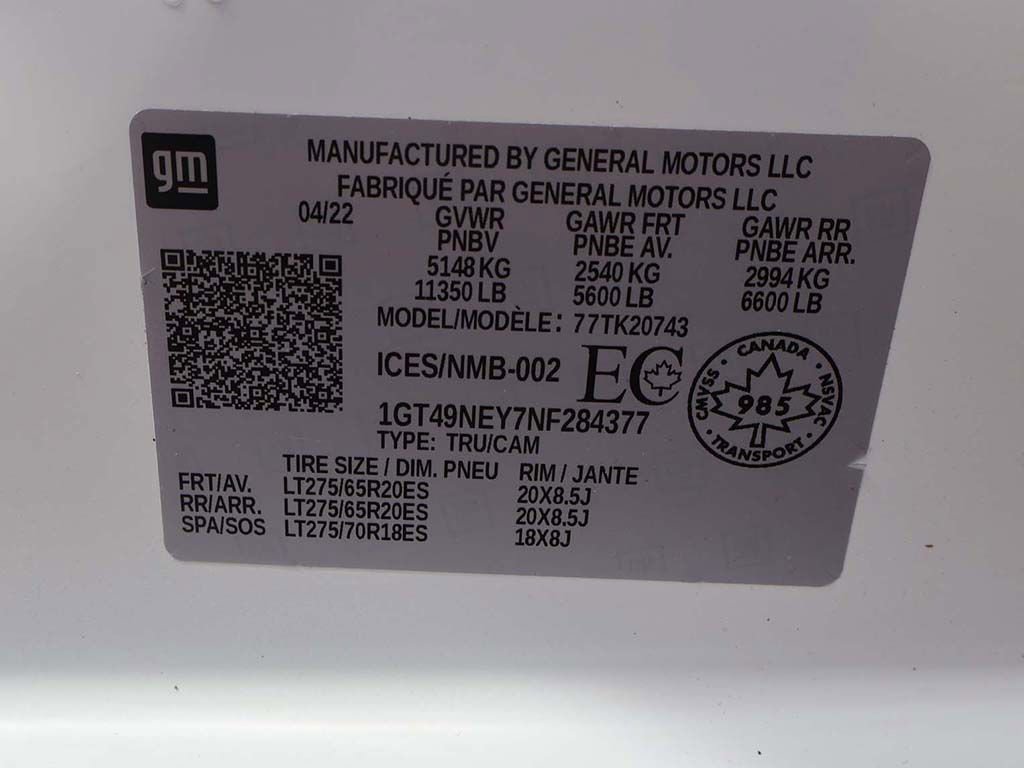 gm
MANUFACTURED BY GENERAL MOTORS LLC
FABRIQUÉ PAR GENERAL MOTORS LLC
04/22 GVWR GAWR FRT GAWR RR
PNBV PNBE AV. PNBE ARR.
5148 KG 2540 KG 2994 KG
11350 LB 5600 LB 6600 LB
MODEL/MODÈLE: 77TK20743
ICES/NMB-002 EC
CANADA
CMVSS 985 NSVAC
TRANSPORT
1GT49NEY7NF284377
TYPE: TRU/CAM
TIRE SIZE / DIM. PNEU RIM / JANTE
FRT/AV. LT275/65R20ES 20X8.5J
RR/ARR. LT275/65R20ES 20X8.5J
SPA/SOS LT275/70R18ES 18X8J